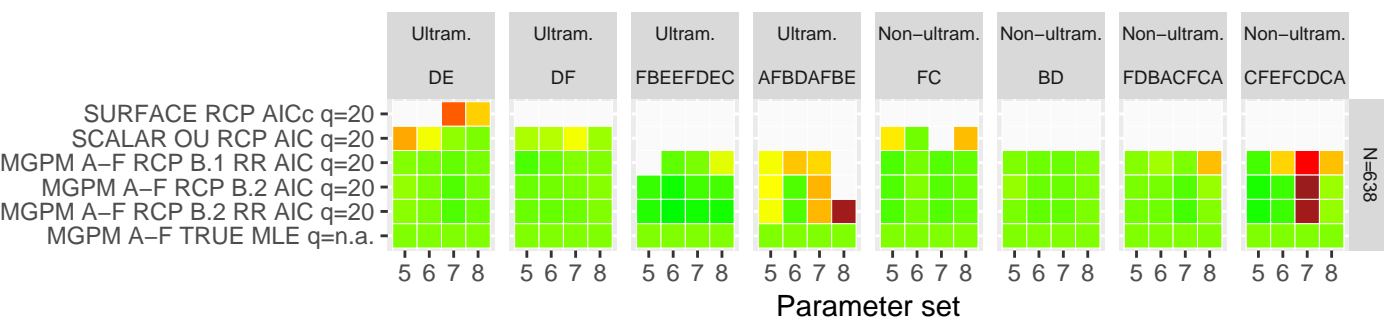 Ultram. Ultram. Ultram. Ultram. Non−ultram. Non−ultram. Non−ultram. Non−ultram.
DE DF FBEEFDEC AFBDAFBE FC BD FDBACFCA CFEFCDCA
SURFACE RCP AICc q=20
SCALAR OU RCP AIC q=20
MGPM A−F RCP B.1 RR AIC q=20
MGPM A−F RCP B.2 AIC q=20
MGPM A−F RCP B.2 RR AIC q=20
MGPM A−F TRUE MLE q=n.a.
N=638
5 6 7 8 5 6 7 8 5 6 7 8 5 6 7 8 5 6 7 8 5 6 7 8 5 6 7 8 5 6 7 8
Parameter set